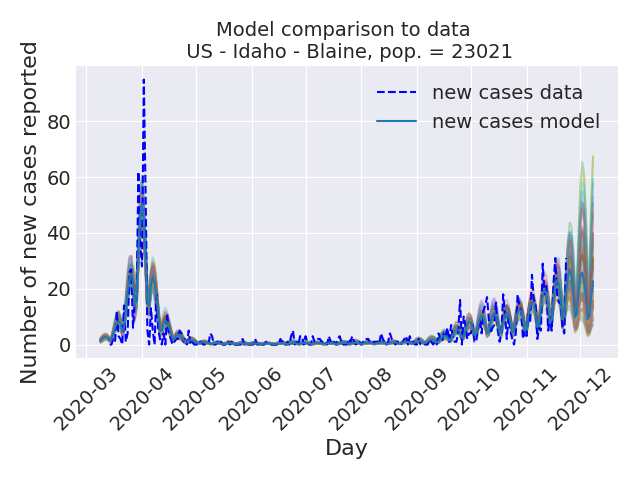 Model comparison to data
US - Idaho - Blaine, pop. = 23021
Number of new cases reported
80
60
40
20
0
new cases data
new cases model
2020-03
2020-04
2020-05
2020-06
2020-07
2020-08
2020-09
2020-10
2020-11
2020-12
Day